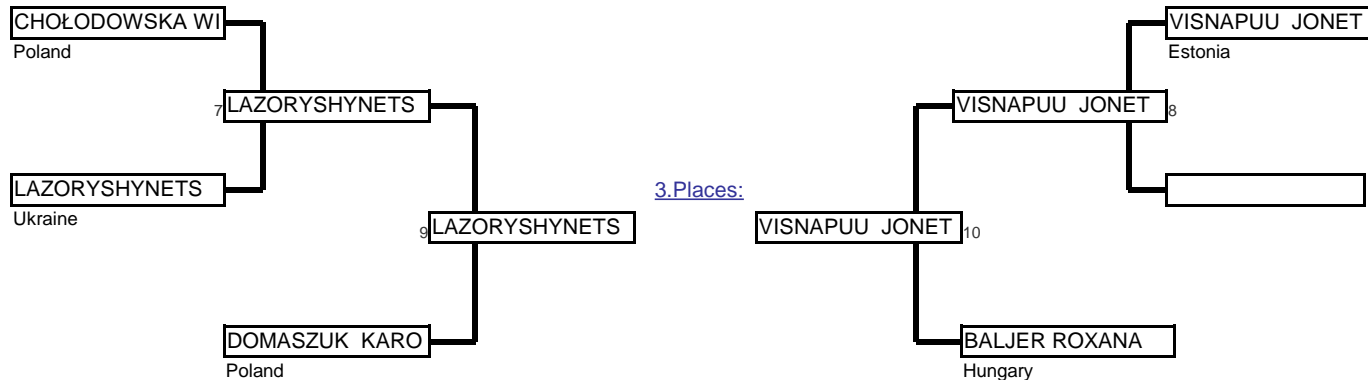 CHOŁODOWSKA WI
Poland
VISNAPUU JONET
Estonia
7 LAZORYSHYNETS
VISNAPUU JONET 8
LAZORYSHYNETS
Ukraine
3.Places:
9 LAZORYSHYNETS
VISNAPUU JONET 10
DOMASZUK KARO
Poland
BALJER ROXANA
Hungary